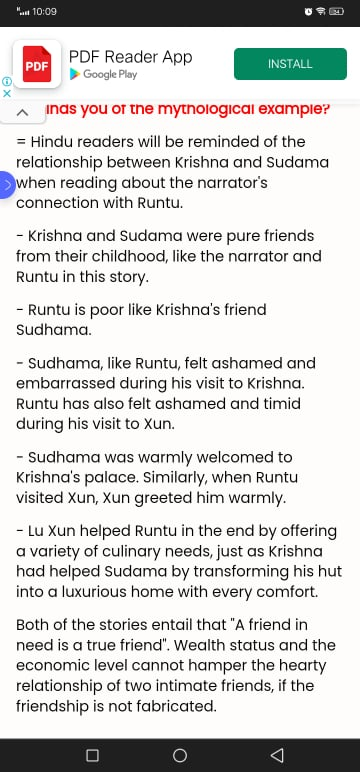 10:09
PDF
PDF Reader App
Google Play
INSTALL
inds you of the mythological example?
= Hindu readers will be reminded of the
relationship between Krishna and Sudama
when reading about the narrator's
connection with Runtu.
- Krishna and Sudama were pure friends
from their childhood, like the narrator and
Runtu in this story.
- Runtu is poor like Krishna's friend
Sudhama.
- Sudhama, like Runtu, felt ashamed and
embarrassed during his visit to Krishna.
Runtu has also felt ashamed and timid
during his visit to Xun.
- Sudhama was warmly welcomed to
Krishna's palace. Similarly, when Runtu
visited Xun, Xun greeted him warmly.
- Lu Xun helped Runtu in the end by offering
a variety of culinary needs, just as Krishna
had helped Sudama by transforming his hut
into a luxurious home with every comfort.
Both of the stories entail that "A friend in
need is a true friend". Wealth status and the
economic level cannot hamper the hearty
relationship of two intimate friends, if the
friendship is not fabricated.